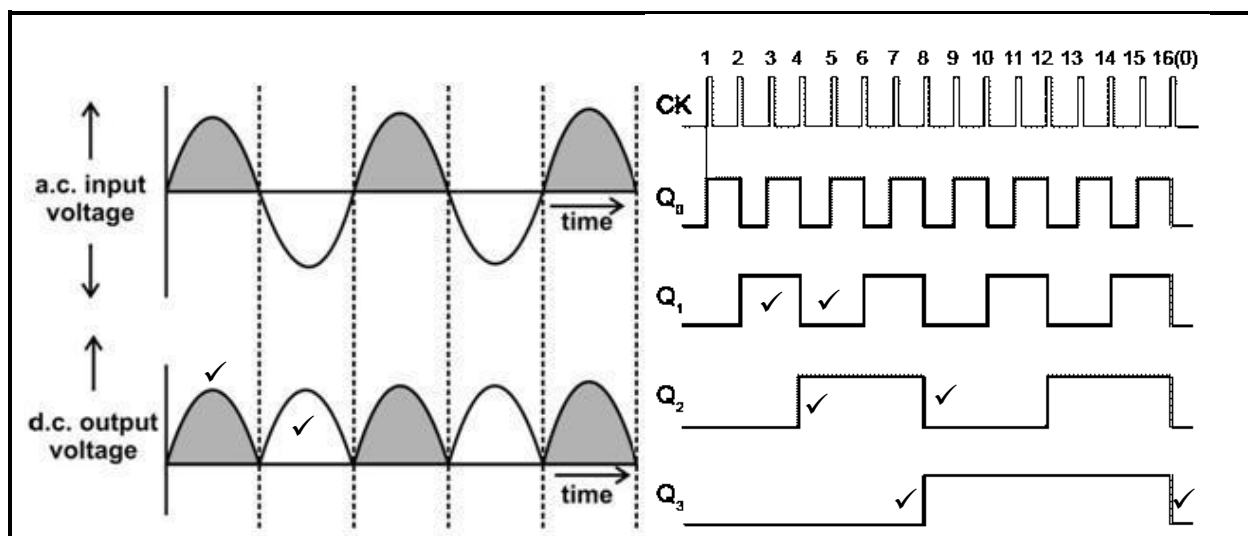 a.c. input
voltage
time
d.c. output
voltage
time
1 2 3 4 5 6 7 8 9 10 11 12 13 14 15 16(0)
CK
Q0
Q1
Q2
Q3